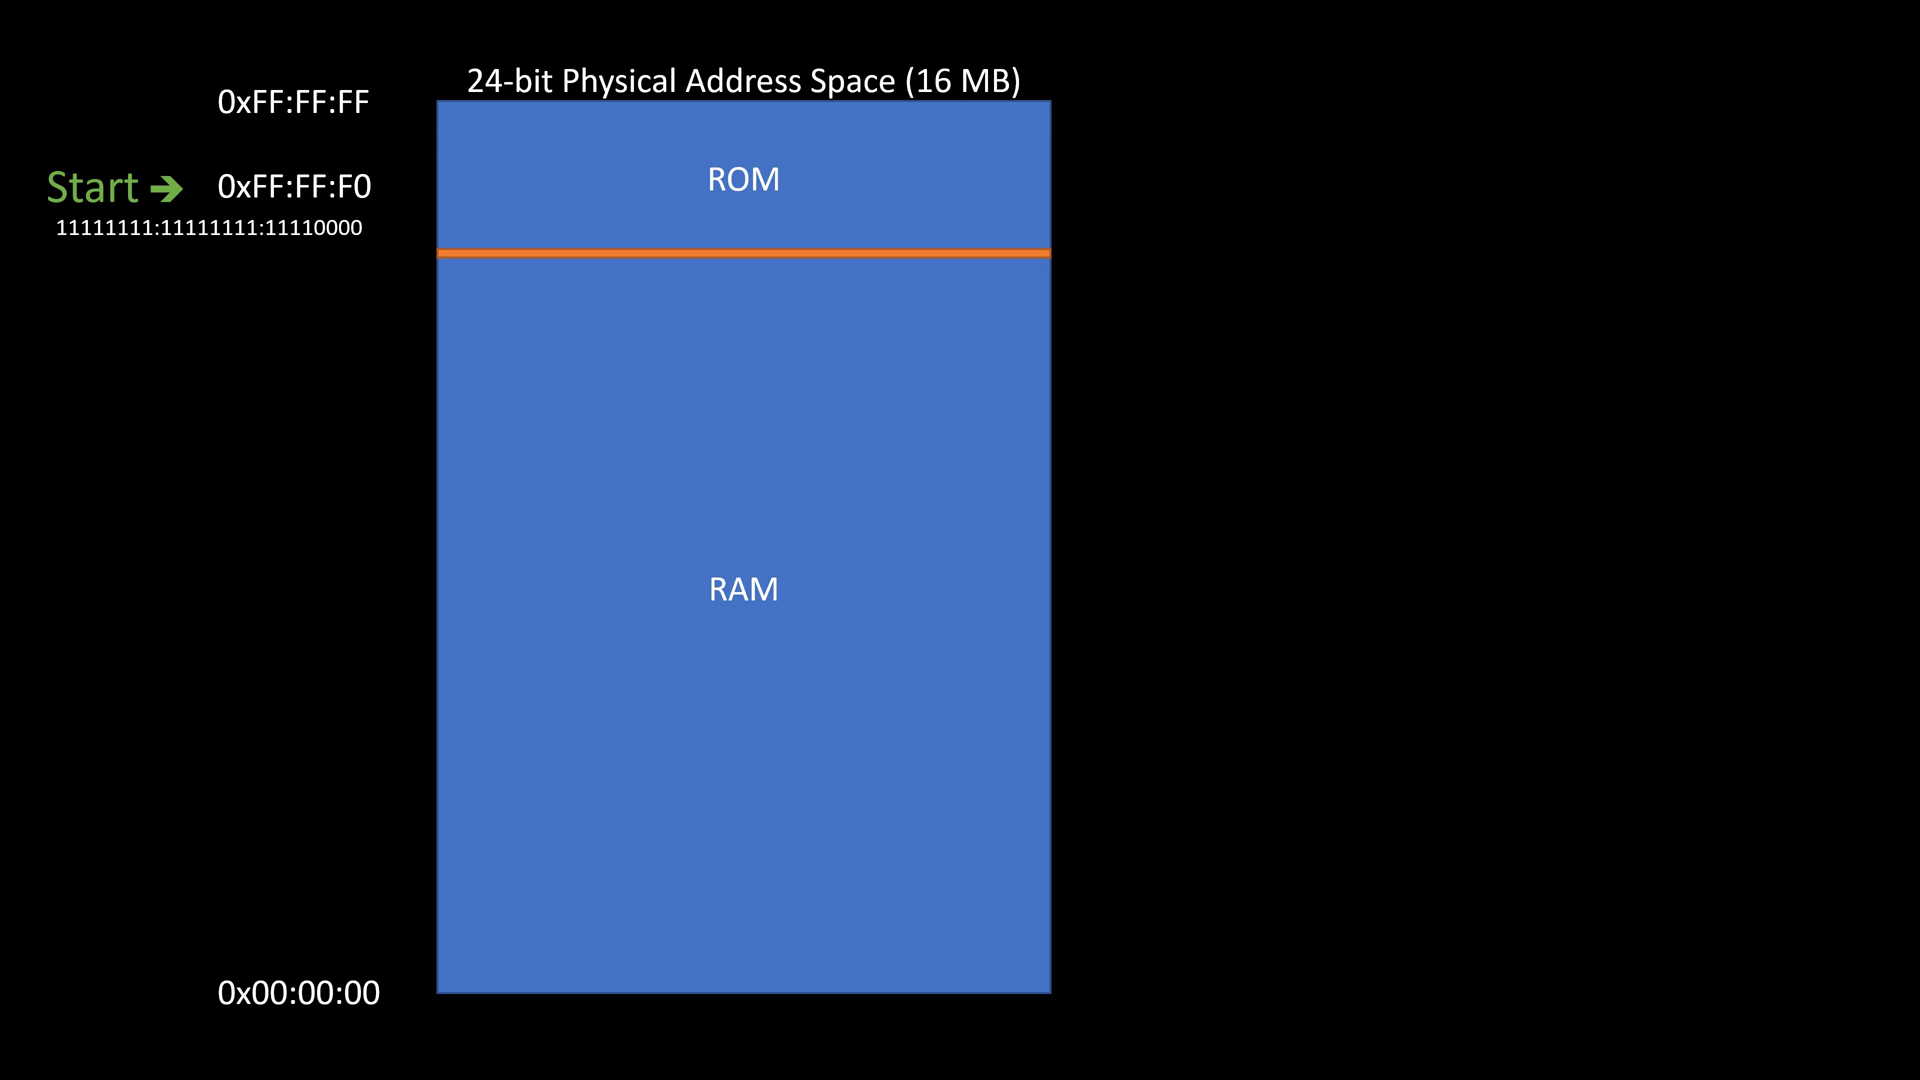 24-bit Physical Address Space (16 MB)
0xFF:FF:FF
Start ➔ 0xFF:FF:F0
11111111:11111111:11110000
ROM
RAM
0x00:00:00